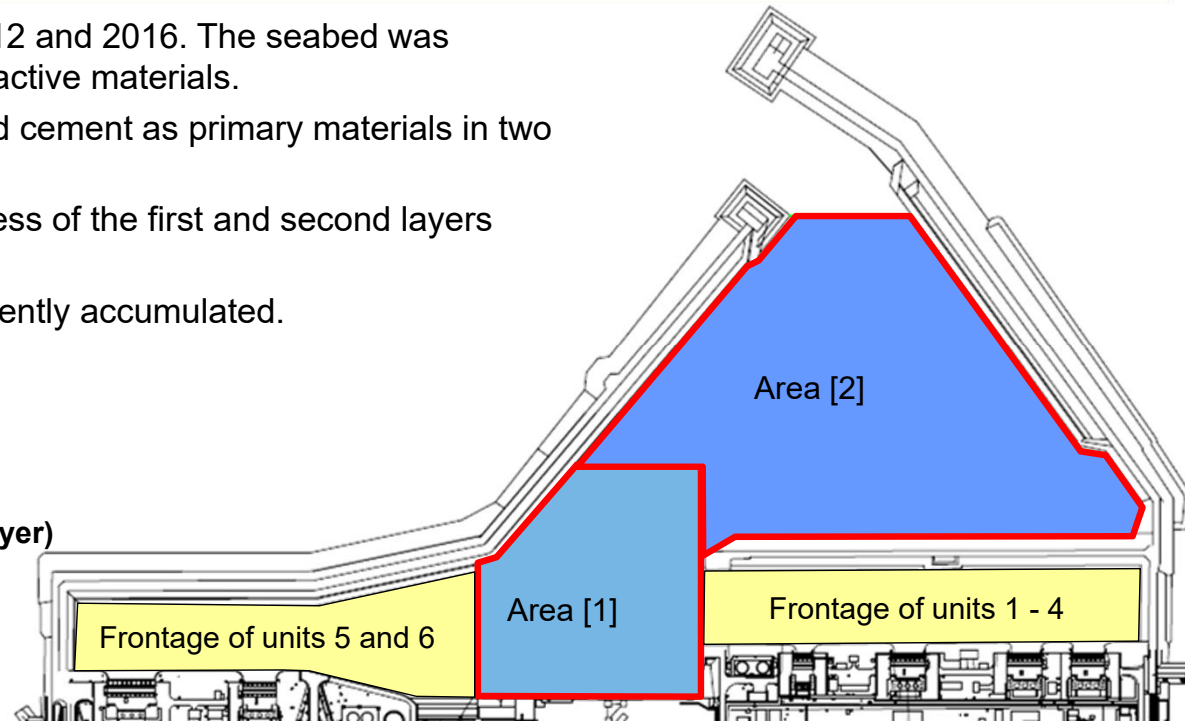 12 and 2016. The seabed was
active materials.
d cement as primary materials in two
ess of the first and second layers
ently accumulated.
Area [2]
yer)
Area [1]
Frontage of units 1 - 4
Frontage of units 5 and 6